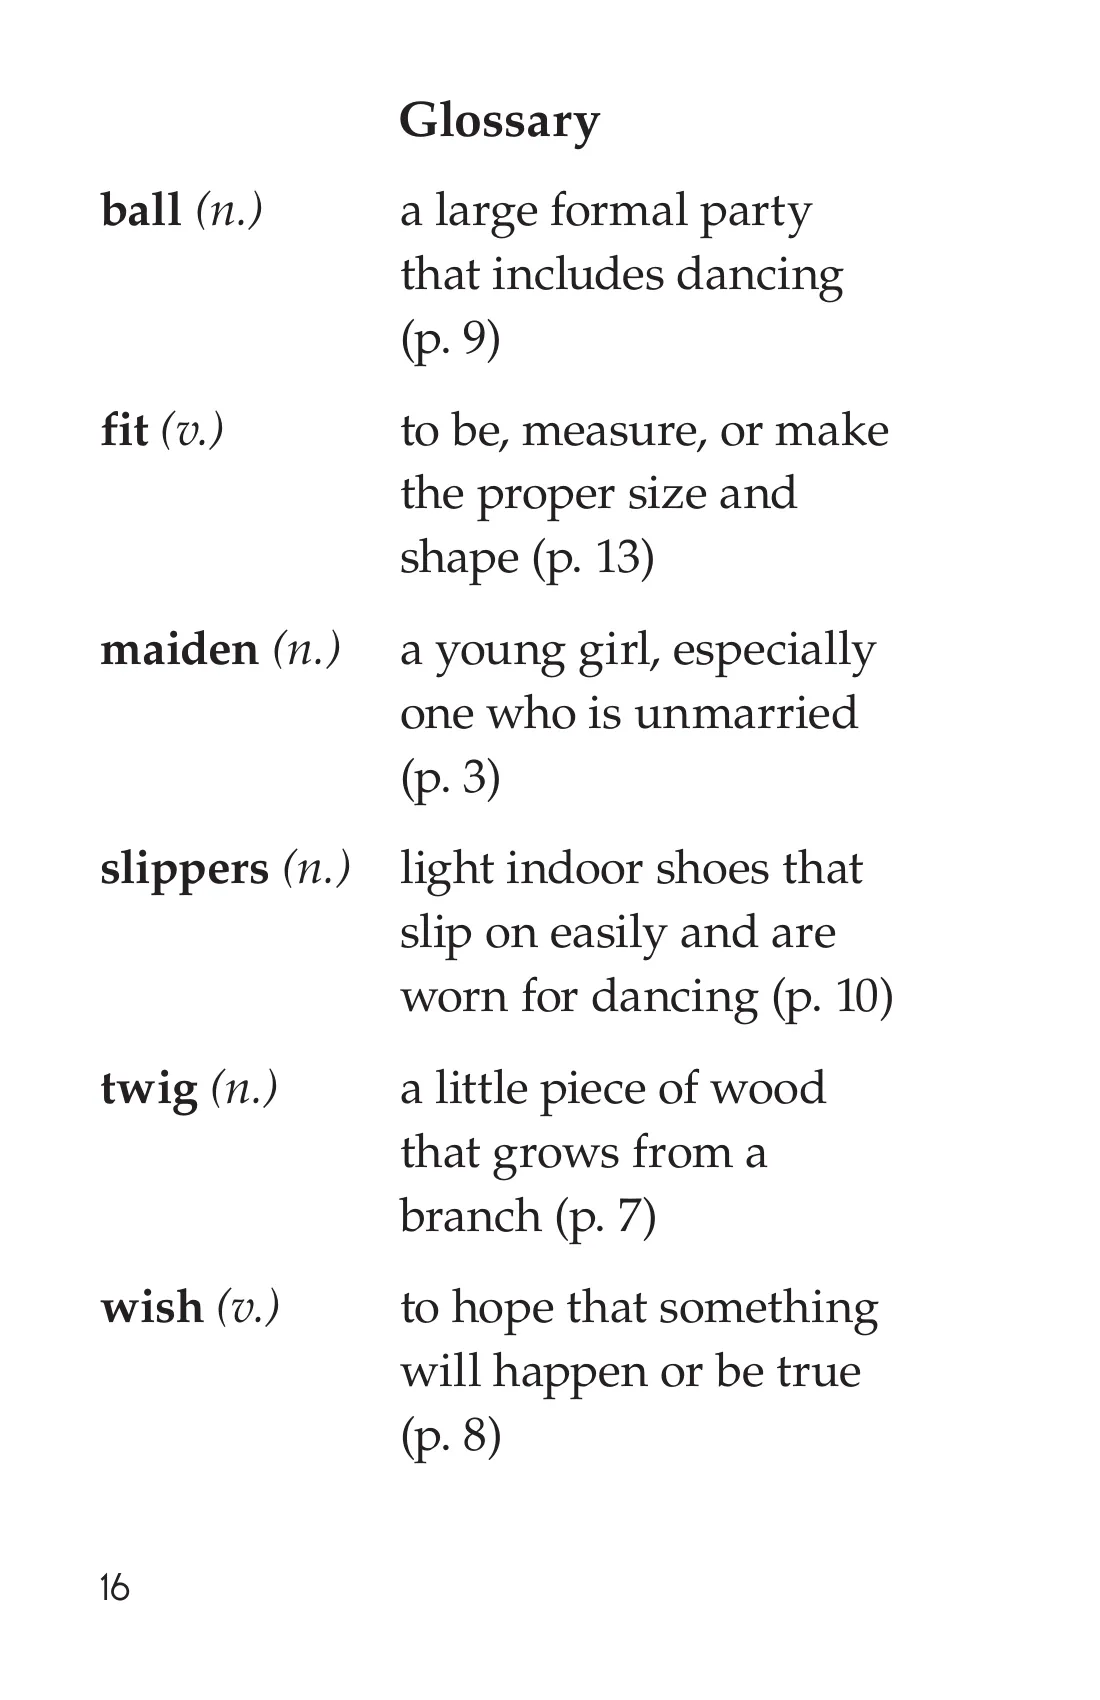 Glossary
ball (n.) a large formal party
that includes dancing
(p. 9)
fit (v.) to be, measure, or make
the proper size and
shape (p. 13)
maiden (n.) a young girl, especially
one who is unmarried
(p. 3)
slippers (n.) light indoor shoes that
slip on easily and are
worn for dancing (p. 10)
twig (n.) a little piece of wood
that grows from a
branch (p. 7)
wish (v.) to hope that something
will happen or be true
(p. 8)
16